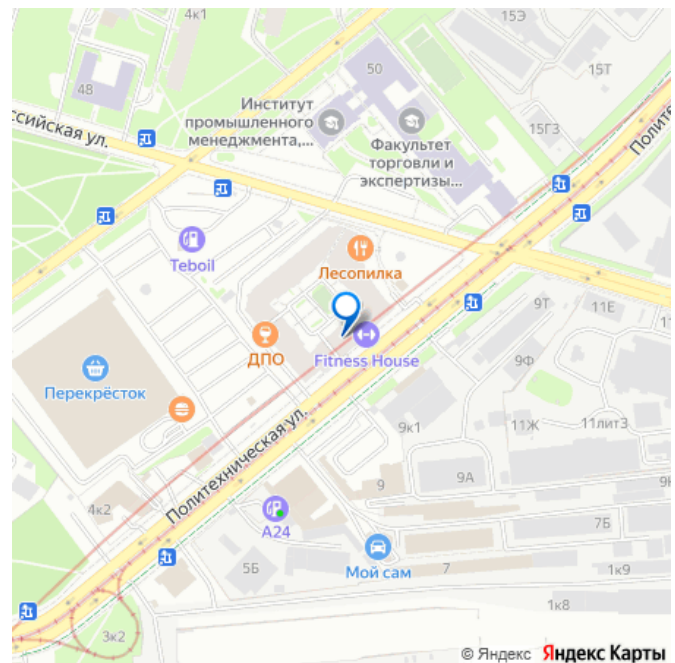 4к1
15Э
48
50
15Т
Институт
промышленного
менеджмента,...
ссийская ул.
Факультет
торговли и
экспертизы...
15Г3
Полите
Teboil
Лесопилка
9Т
11Е
11
ДПО
Fitness House
Перекрёсток
9Ф
Политехническая ул.
9к1
11Ж
11лит3
4к2
9
9А
9
А24
7Б
5Б
Мой сам
7
1к9
1к8
3к2
© Яндекс Яндекс Карты